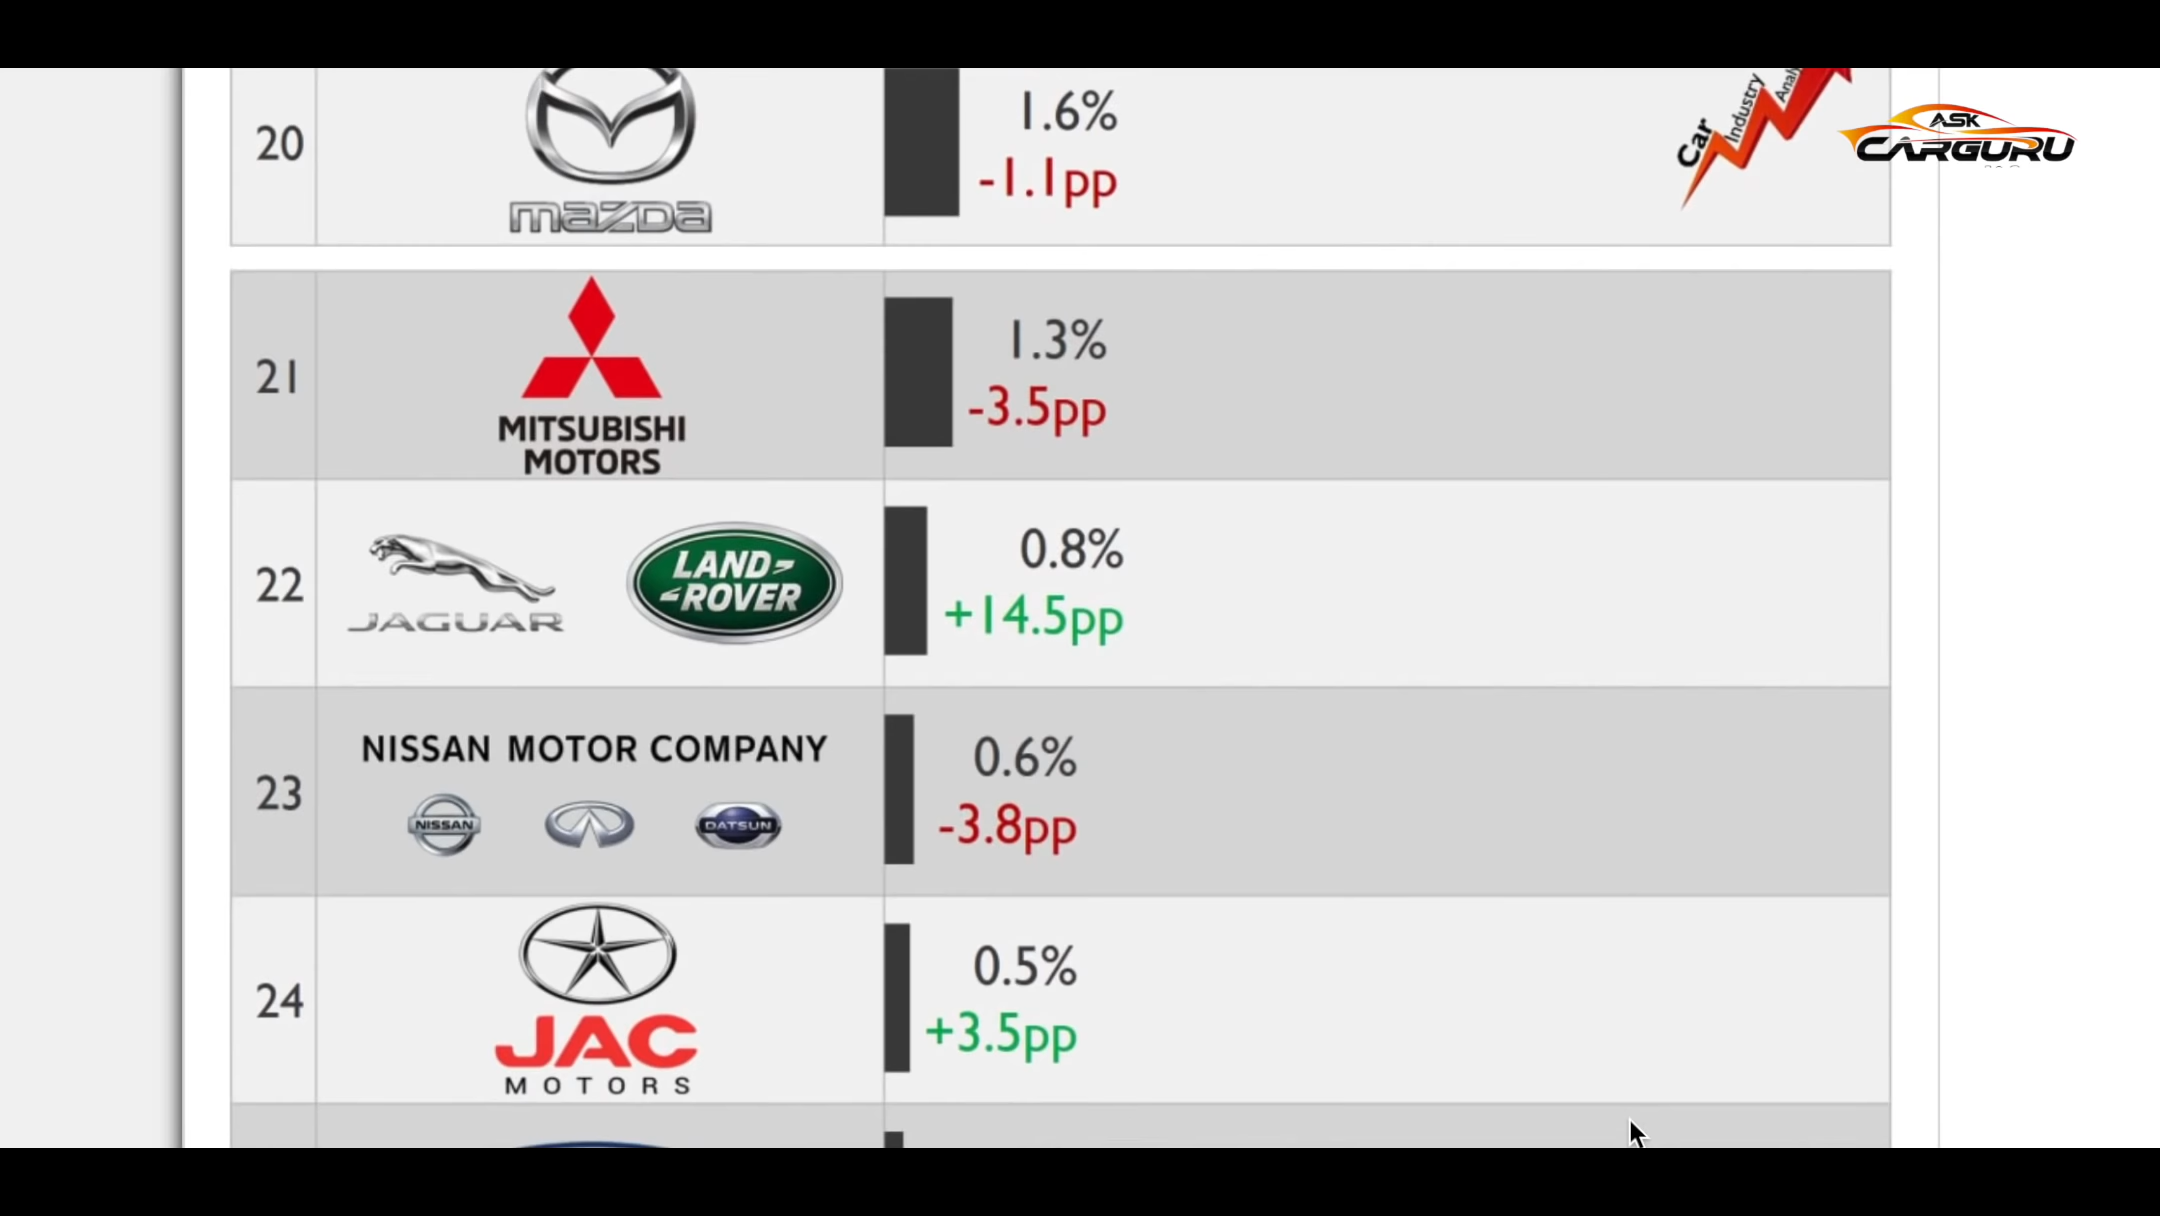 20
mazda
1.6%
-1.1pp
Car
Industry
ASK
CARGURU
21
MITSUBISHI
MOTORS
1.3%
-3.5pp
22
JAGUAR
LAND
ROVER
0.8%
+14.5pp
23
NISSAN MOTOR COMPANY
NISSAN
DATSUN
0.6%
-3.8pp
24
JAC
MOTORS
0.5%
+3.5pp